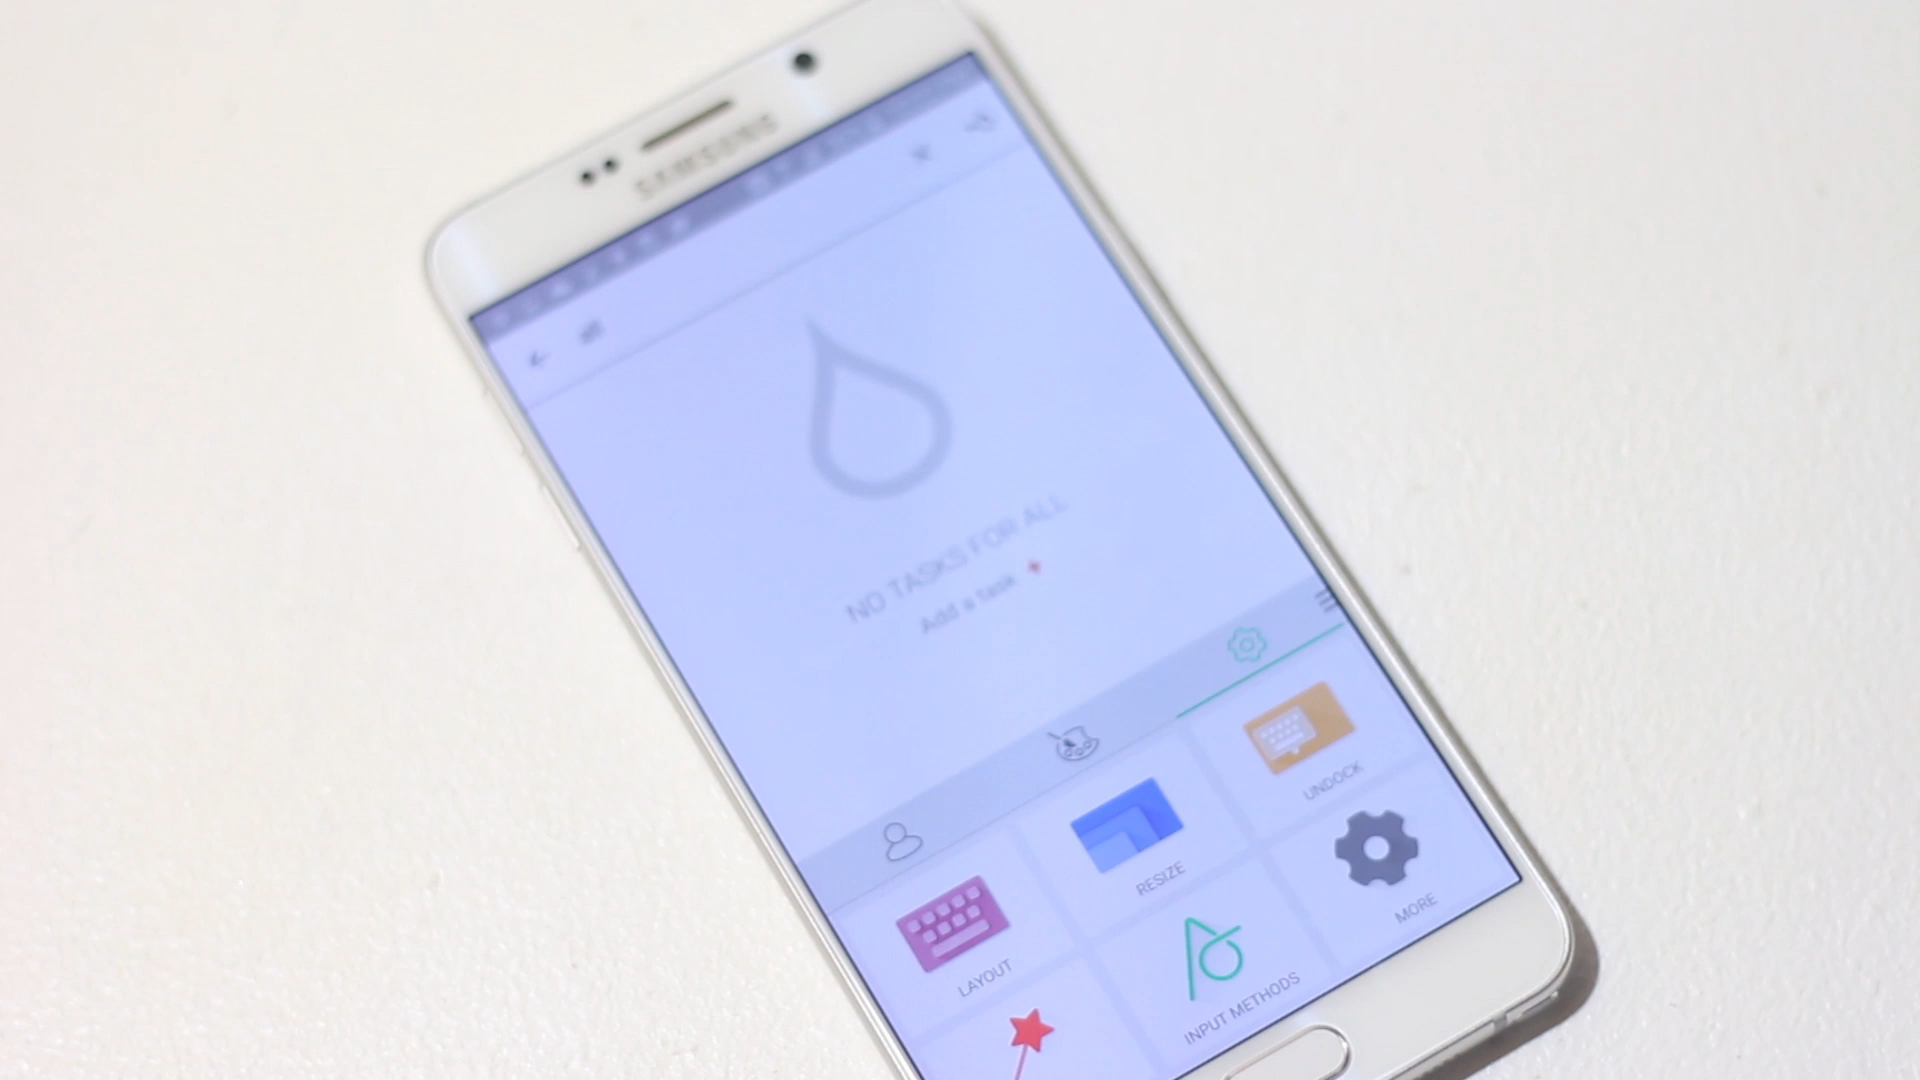 SAMSUNG
NO TASKS FOR ALL
Add a task +
UNDOCK
RESIZE
LAYOUT
MORE
INPUT METHODS